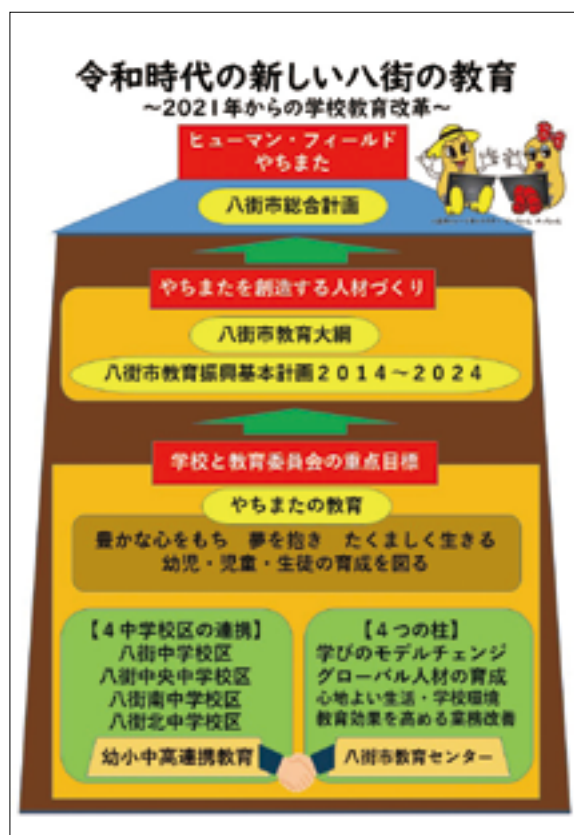 令和時代の新しい八街の教育
～2021年からの学校教育改革～
ヒューマン・フィールド
やちまた
八街市総合計画
やちまたを創造する人材づくり
八街市教育大綱
八街市教育振興基本計画２０１４～２０２４
学校と教育委員会の重点目標
やちまたの教育
豊かな心をもち　夢を抱き　たくましく生きる
幼児・児童・生徒の育成を図る
【４中学校区の連携】
八街中学校区
八街中央中学校区
八街南中学校区
八街北中学校区
幼小中高連携教育
【４つの柱】
学びのモデルチェンジ
グローバル人材の育成
心地よい生活・学校環境
教育効果を高める業務改善
八街市教育センター